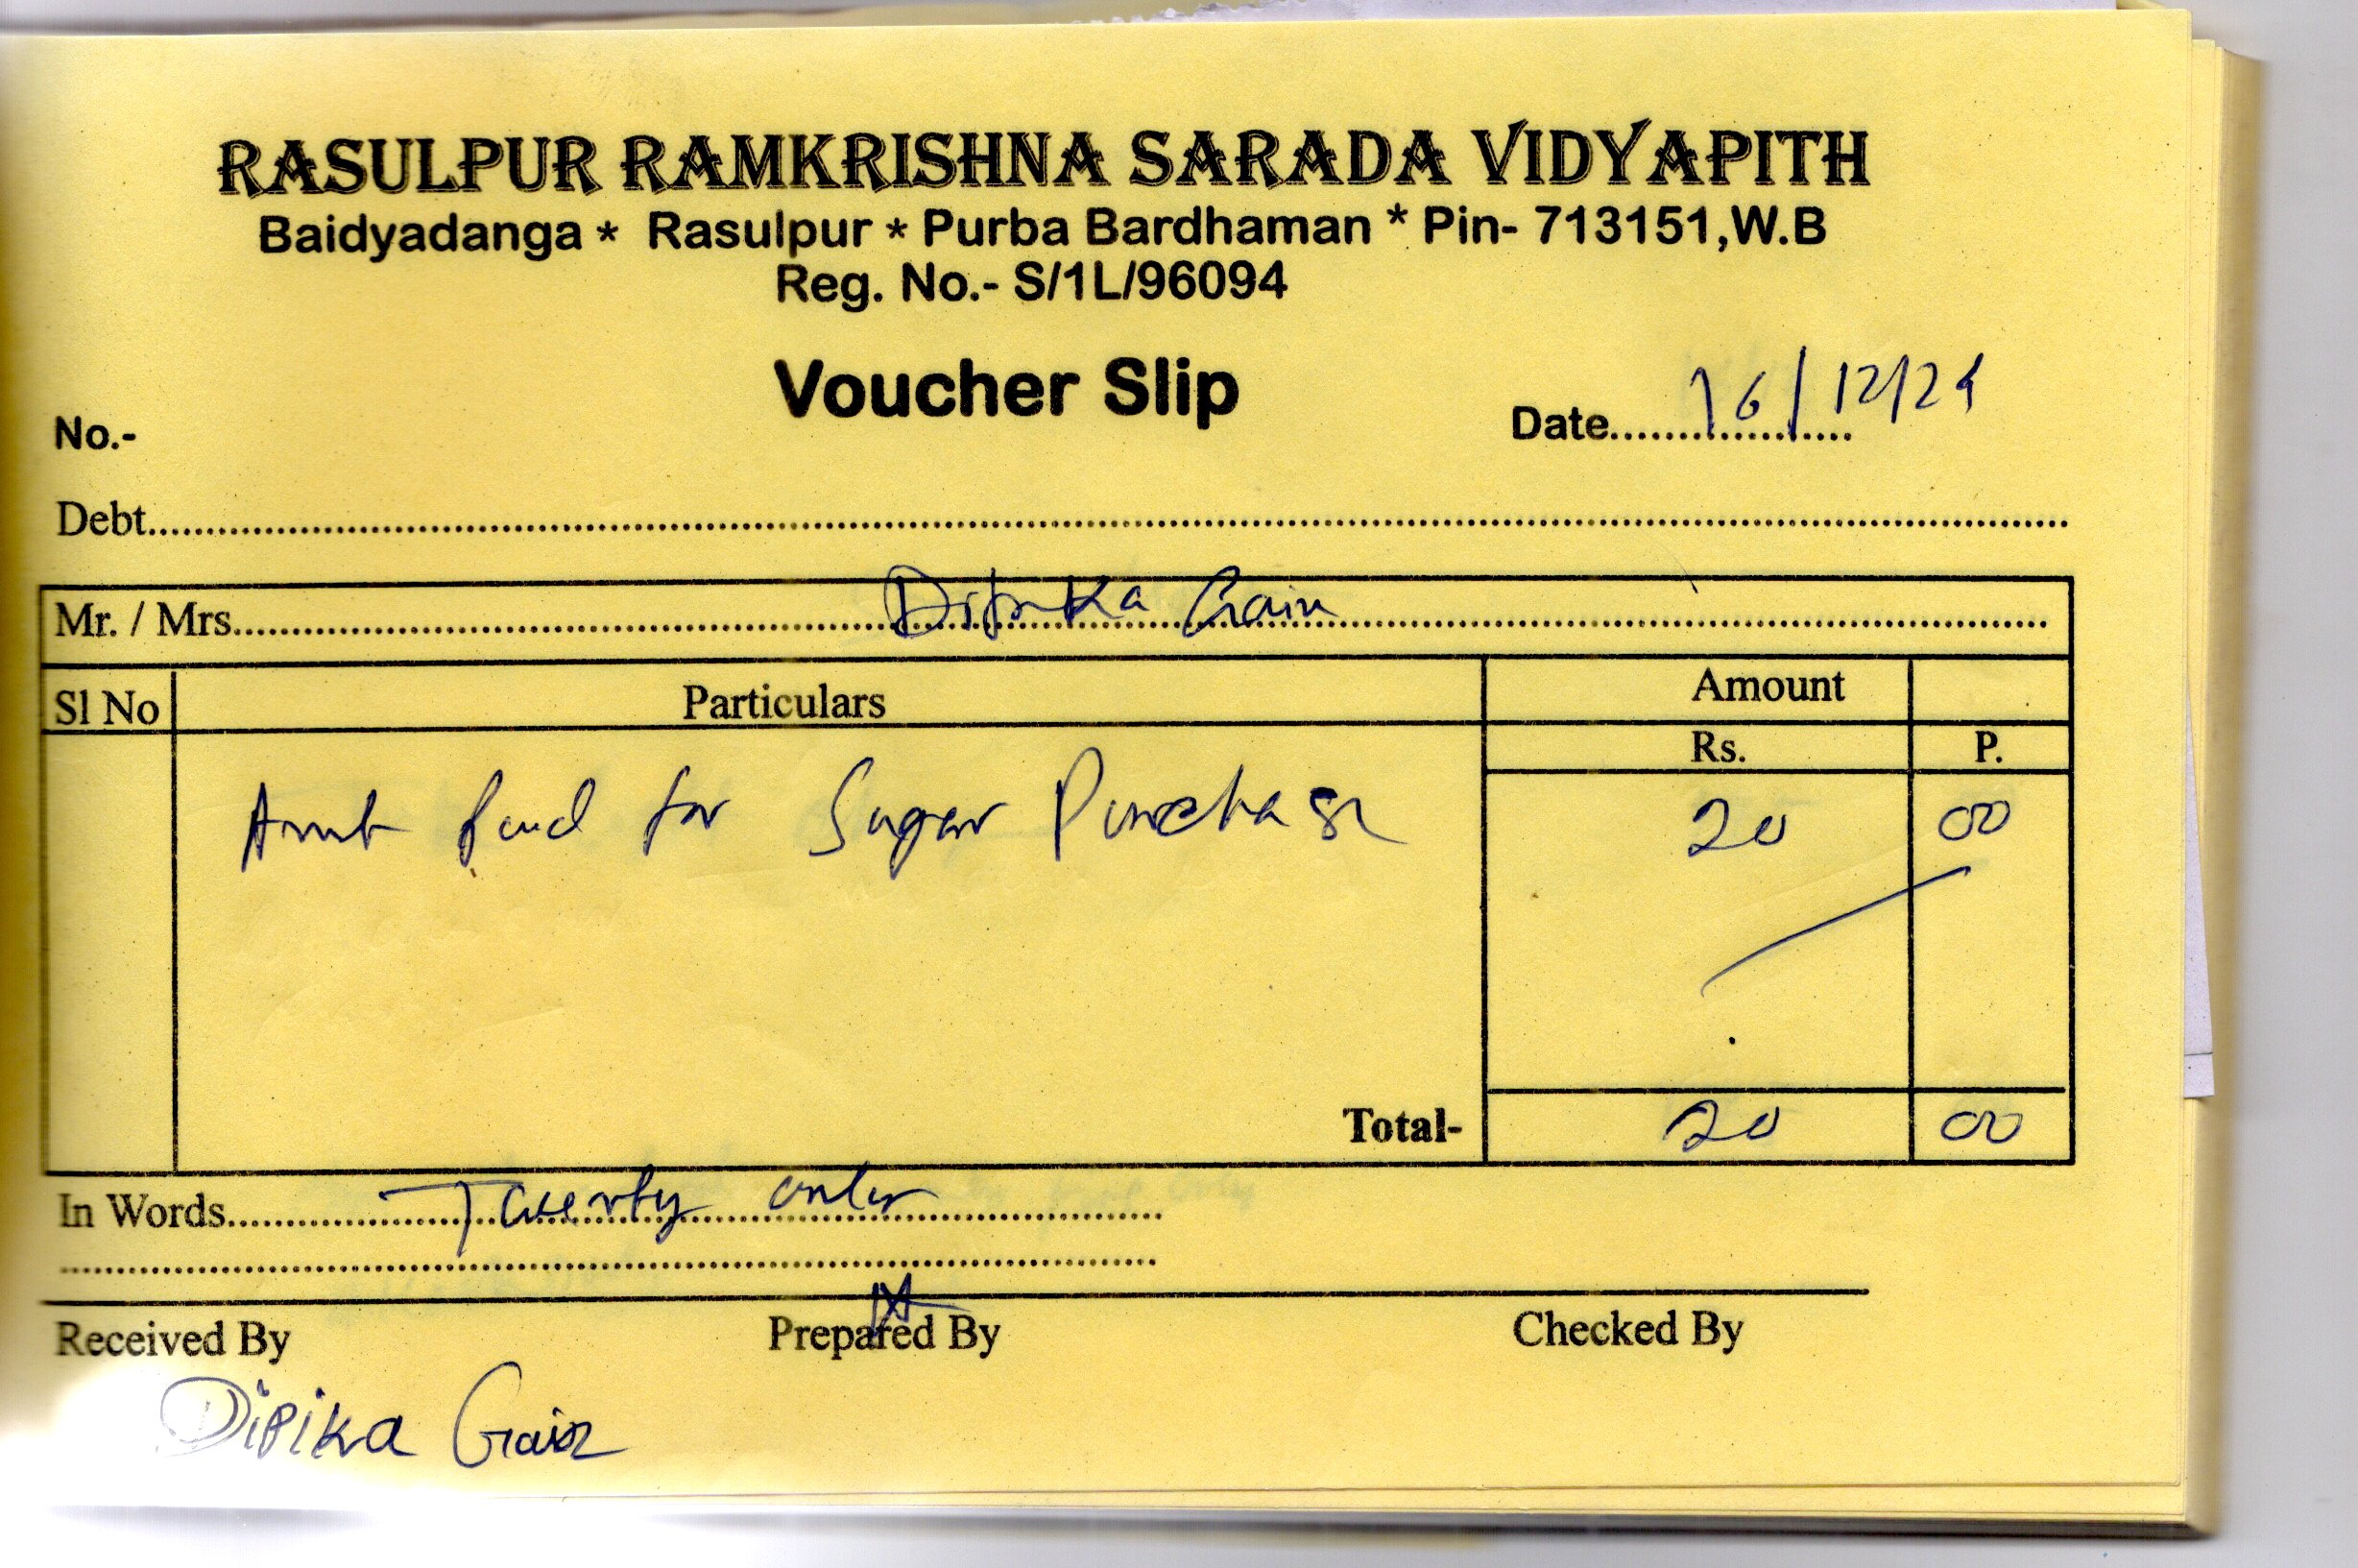 RASULPUR RAMKRISHNA SARADA VIDYAPITH
Baidyadanga * Rasulpur * Purba Bardhaman * Pin- 713151,W.B
Reg. No.- S/1L/96094
Voucher Slip
No.-
Date.................... 16/12/24
Debt
Mr. / Mrs. Dipika Gain
Sl No Particulars Amount
Rs. P.
Amt paid for Sugar Purchase 20 00
Total- 20 00
In Words Twenty only
Received By Prepared By Checked By
Dipika Gain